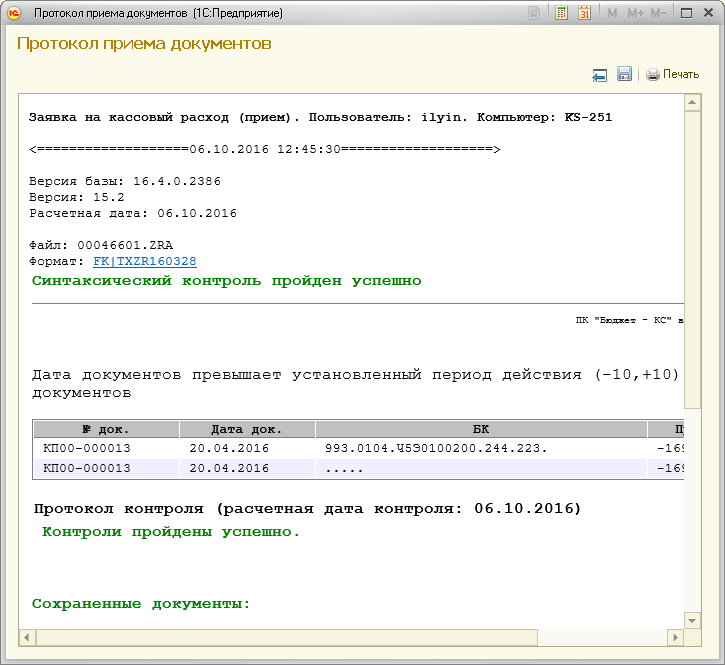 Протокол приема документов (1С:Предприятие)
31 M M+ M-
Протокол приема документов
Печать
Заявка на кассовый расход (прием). Пользователь: ilyin. Компьютер: KS-251
<===================06.10.2016 12:45:30===================>
Версия базы: 16.4.0.2386
Версия: 15.2
Расчетная дата: 06.10.2016
Файл: 00046601.ZRA
Формат: FK|TXZR160328
Синтаксический контроль пройден успешно
ПК "Бюджет - КС" в
Дата документов превышает установленный период действия (-10,+10)
документов
№ док. Дата док. БК П
КП00-000013 20.04.2016 993.0104.Ч5Э0100200.244.223. -169
КП00-000013 20.04.2016 ..... -169
Протокол контроля (расчетная дата контроля: 06.10.2016)
Контроли пройдены успешно.
Сохраненные документы: